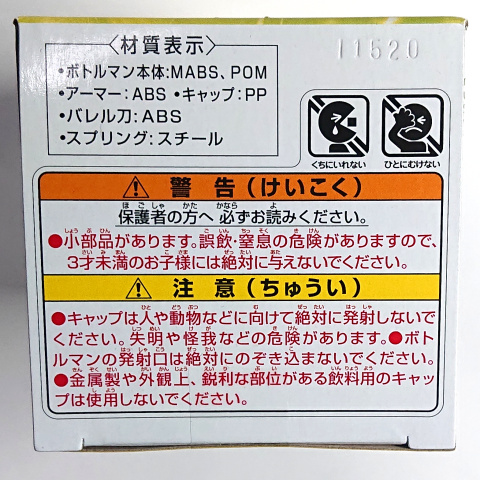 〈材質表示〉
・ボトルマン本体:MABS、POM
・アーマー:ABS ・キャップ:PP
・バレル刀:ABS
・スプリング:スチール
11520
くちにいれない
ひとにむけない
警告(けいこく)
保護者の方へ必ずお読みください。
●小部品があります。誤飲・窒息の危険がありますので、
3才未満のお子様には絶対に与えないでください。
注意(ちゅうい)
●キャップは人や動物などに向けて絶対に発射しないで
ください。失明や怪我などの危険があります。●ボト
ルマンの発射口は絶対にのぞき込まないでください。
●金属製や外観上、鋭利な部位がある飲料用のキャッ
プは使用しないでください。